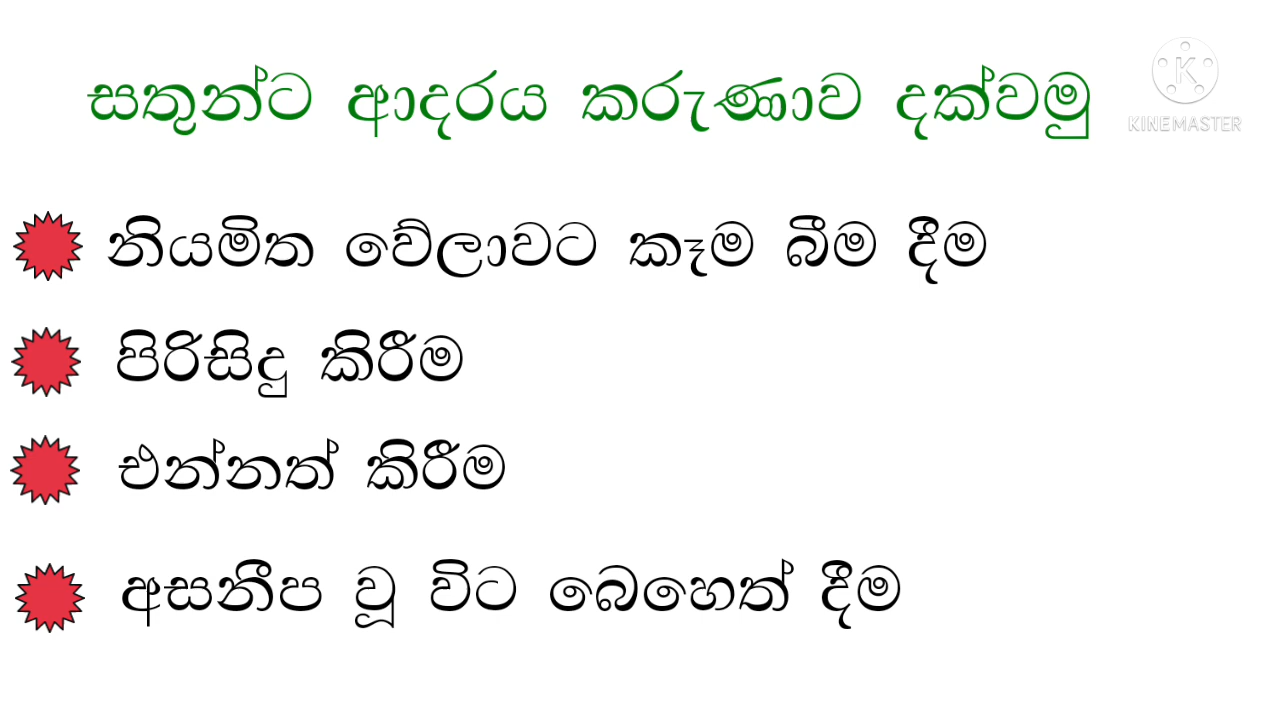 සතුන්ට ආදරය කරුණාව දක්වමු
K
KINEMASTER
නියමිත වේලාවට කෑම බීම දීම
පිරිසිදු කිරීම
එන්නත් කිරීම
අසනීප වූ විට බෙහෙත් දීම